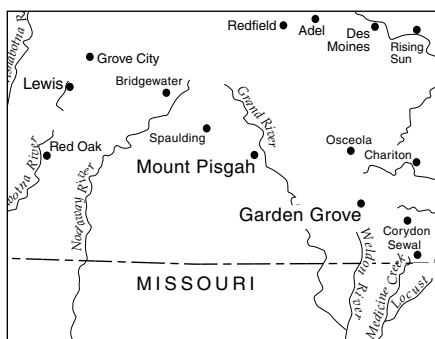 Redfield
Adel
Des
Moines
Rising
Sun
Grove City
Lewis
Bridgewater
Grand River
Spaulding
Osceola
Chariton
Red Oak
Mount Pisgah
Nodaway River
Garden Grove
Corydon
Sewal
Weldon
River
Medicine Creek
Locust
MISSOURI